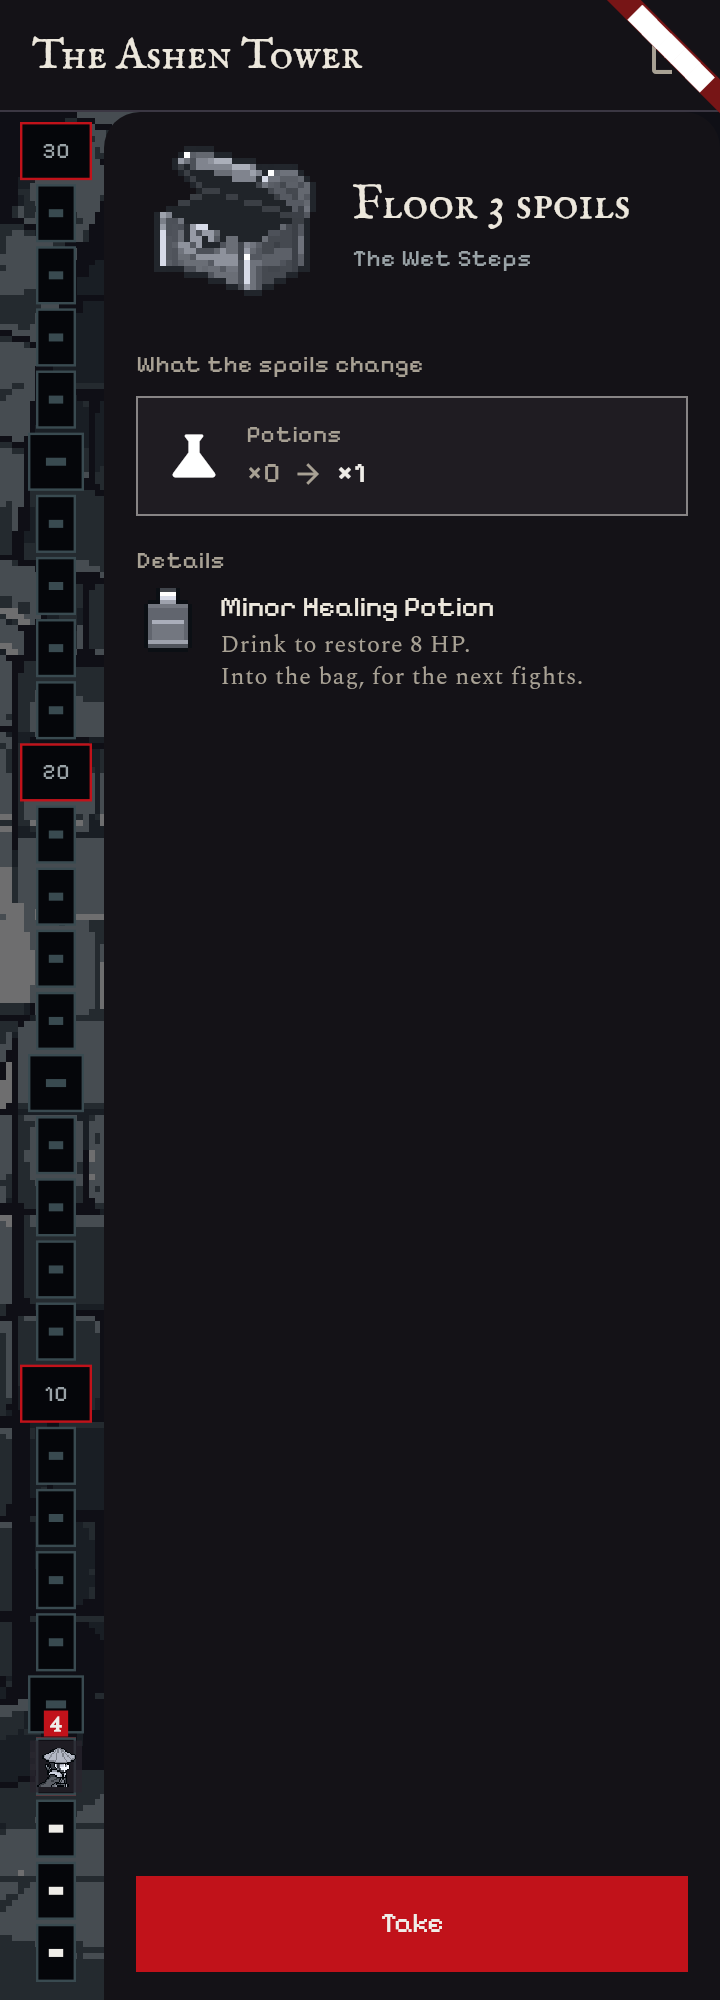 The Ashen Tower
30
Floor 3 spoils
The Wet Steps
What the spoils change
Potions
×0 → ×1
Details
Minor Healing Potion
Drink to restore 8 HP.
Into the bag, for the next fights.
20
10
4
Take